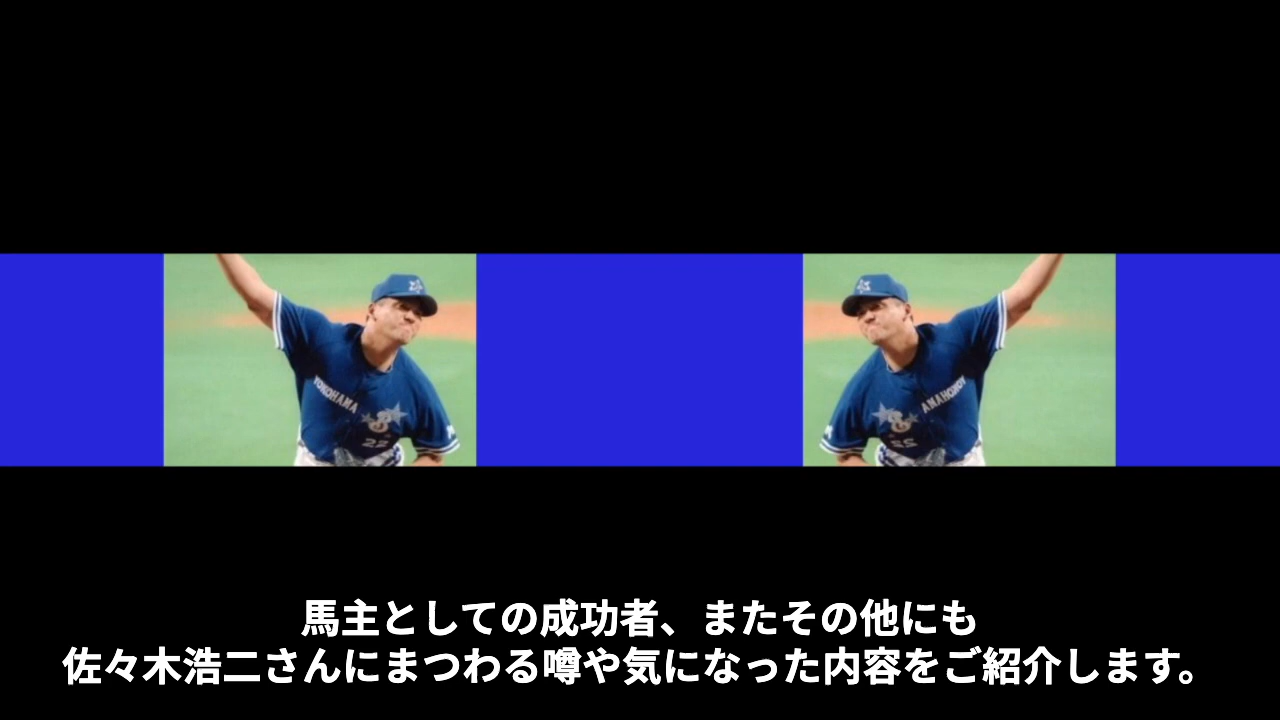 YOKOHAMA
22
馬主としての成功者、またその他にも
佐々木浩二さんにまつわる噂や気になった内容をご紹介します。